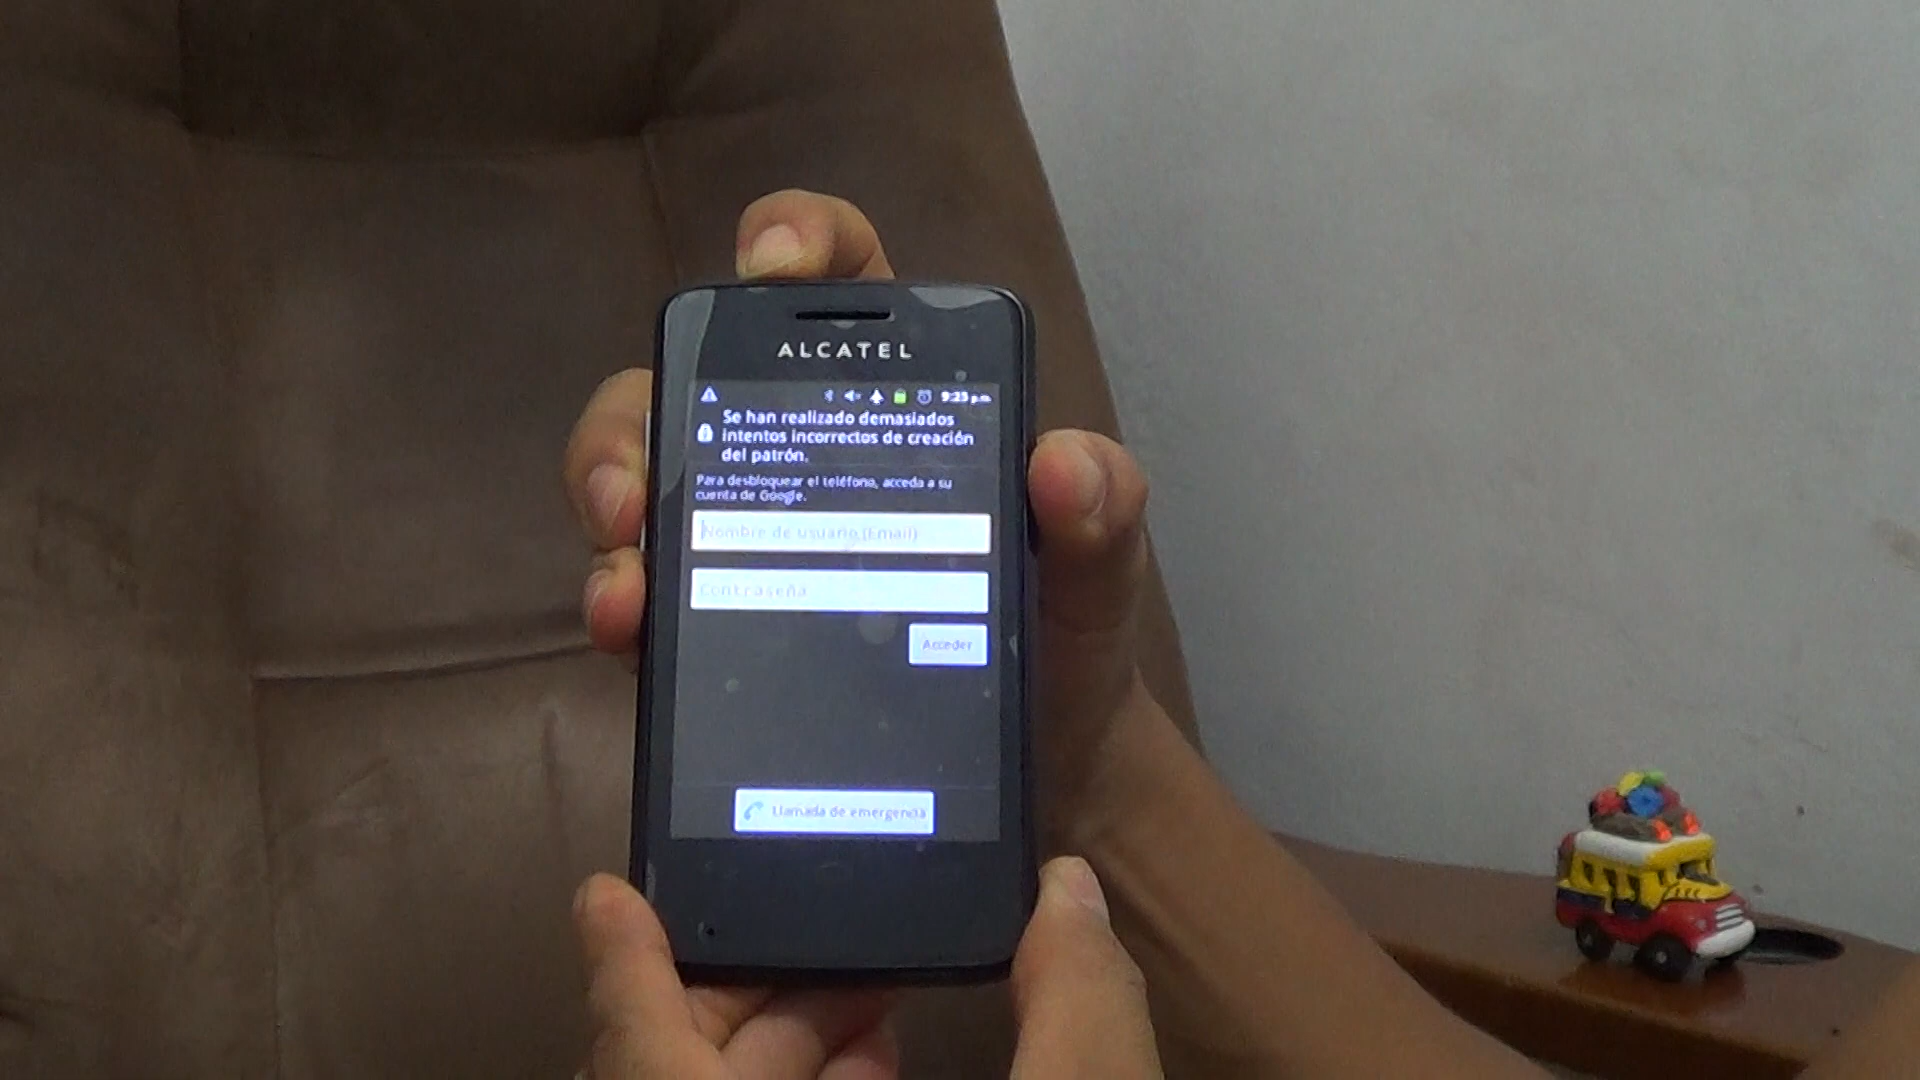 ALCATEL
9:23 p.m.
Se han realizado demasiados
intentos incorrectos de creación
del patrón.
Para desbloquear el teléfono, acceda a su
cuenta de Google.
Nombre de usuario (Email)
Contraseña
Acceder
Llamada de emergencia